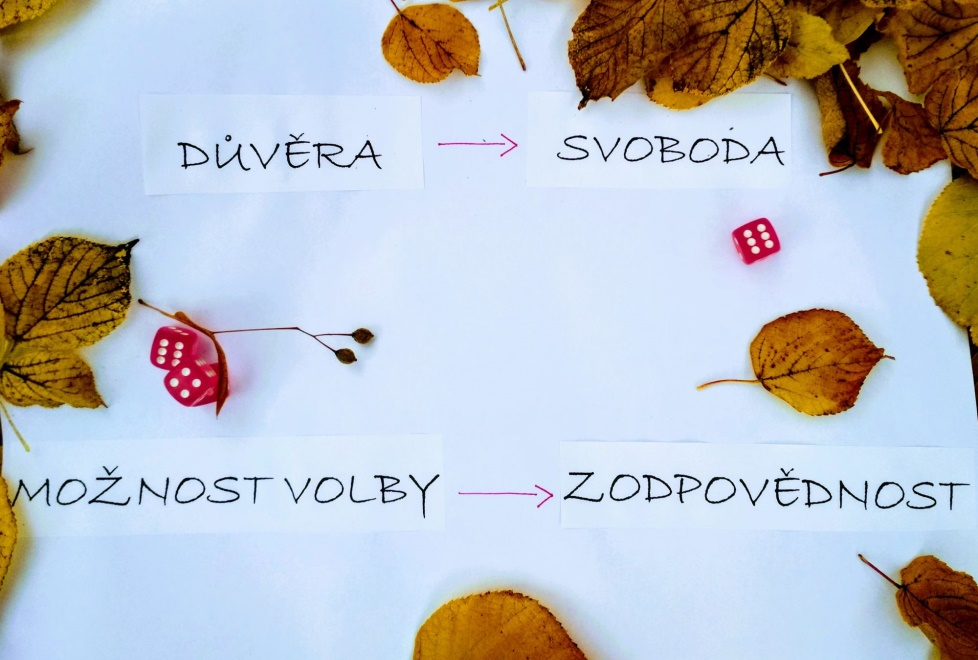 DŮVĚRA → SVOBODA
MOŽNOST VOLBY → ZODPOVĚDNOST